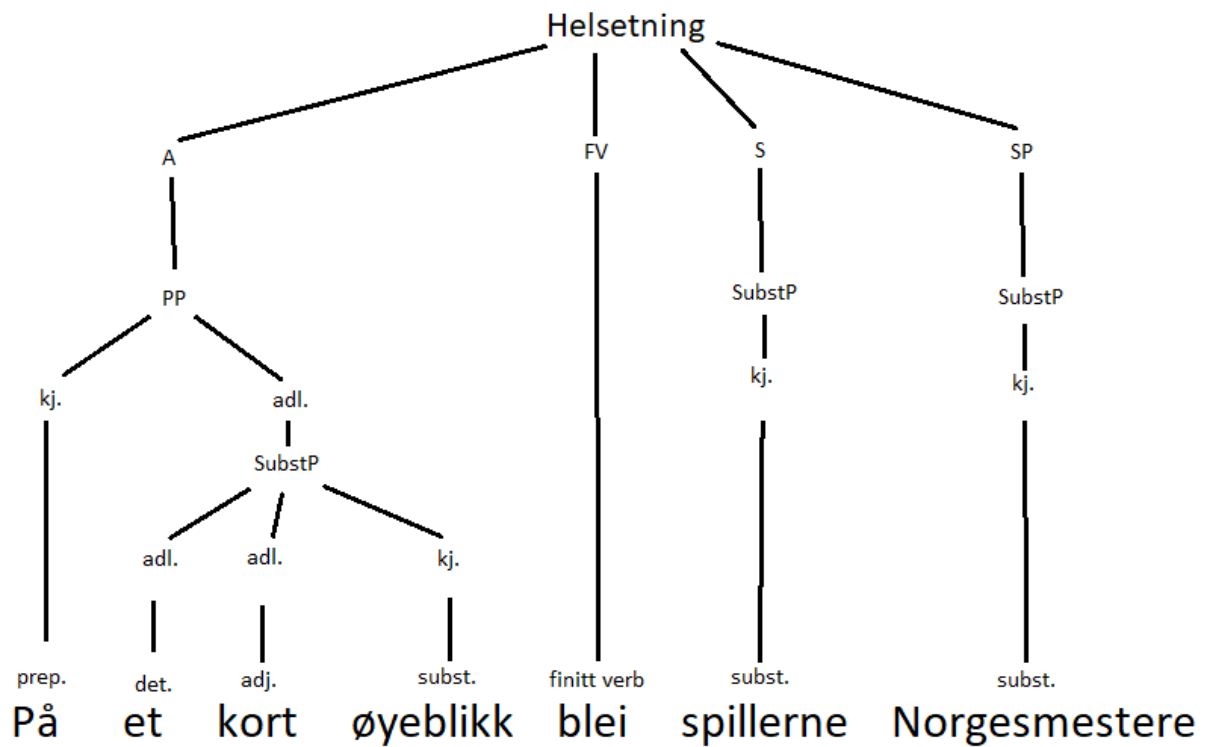 Helsetning
A FV S SP
PP SubstP SubstP
kj. adl. kj. kj.
SubstP
adl. adl. kj.
prep. det. adj. subst. finitt verb subst. subst.
På et kort øyeblikk blei spillerne Norgesmestere